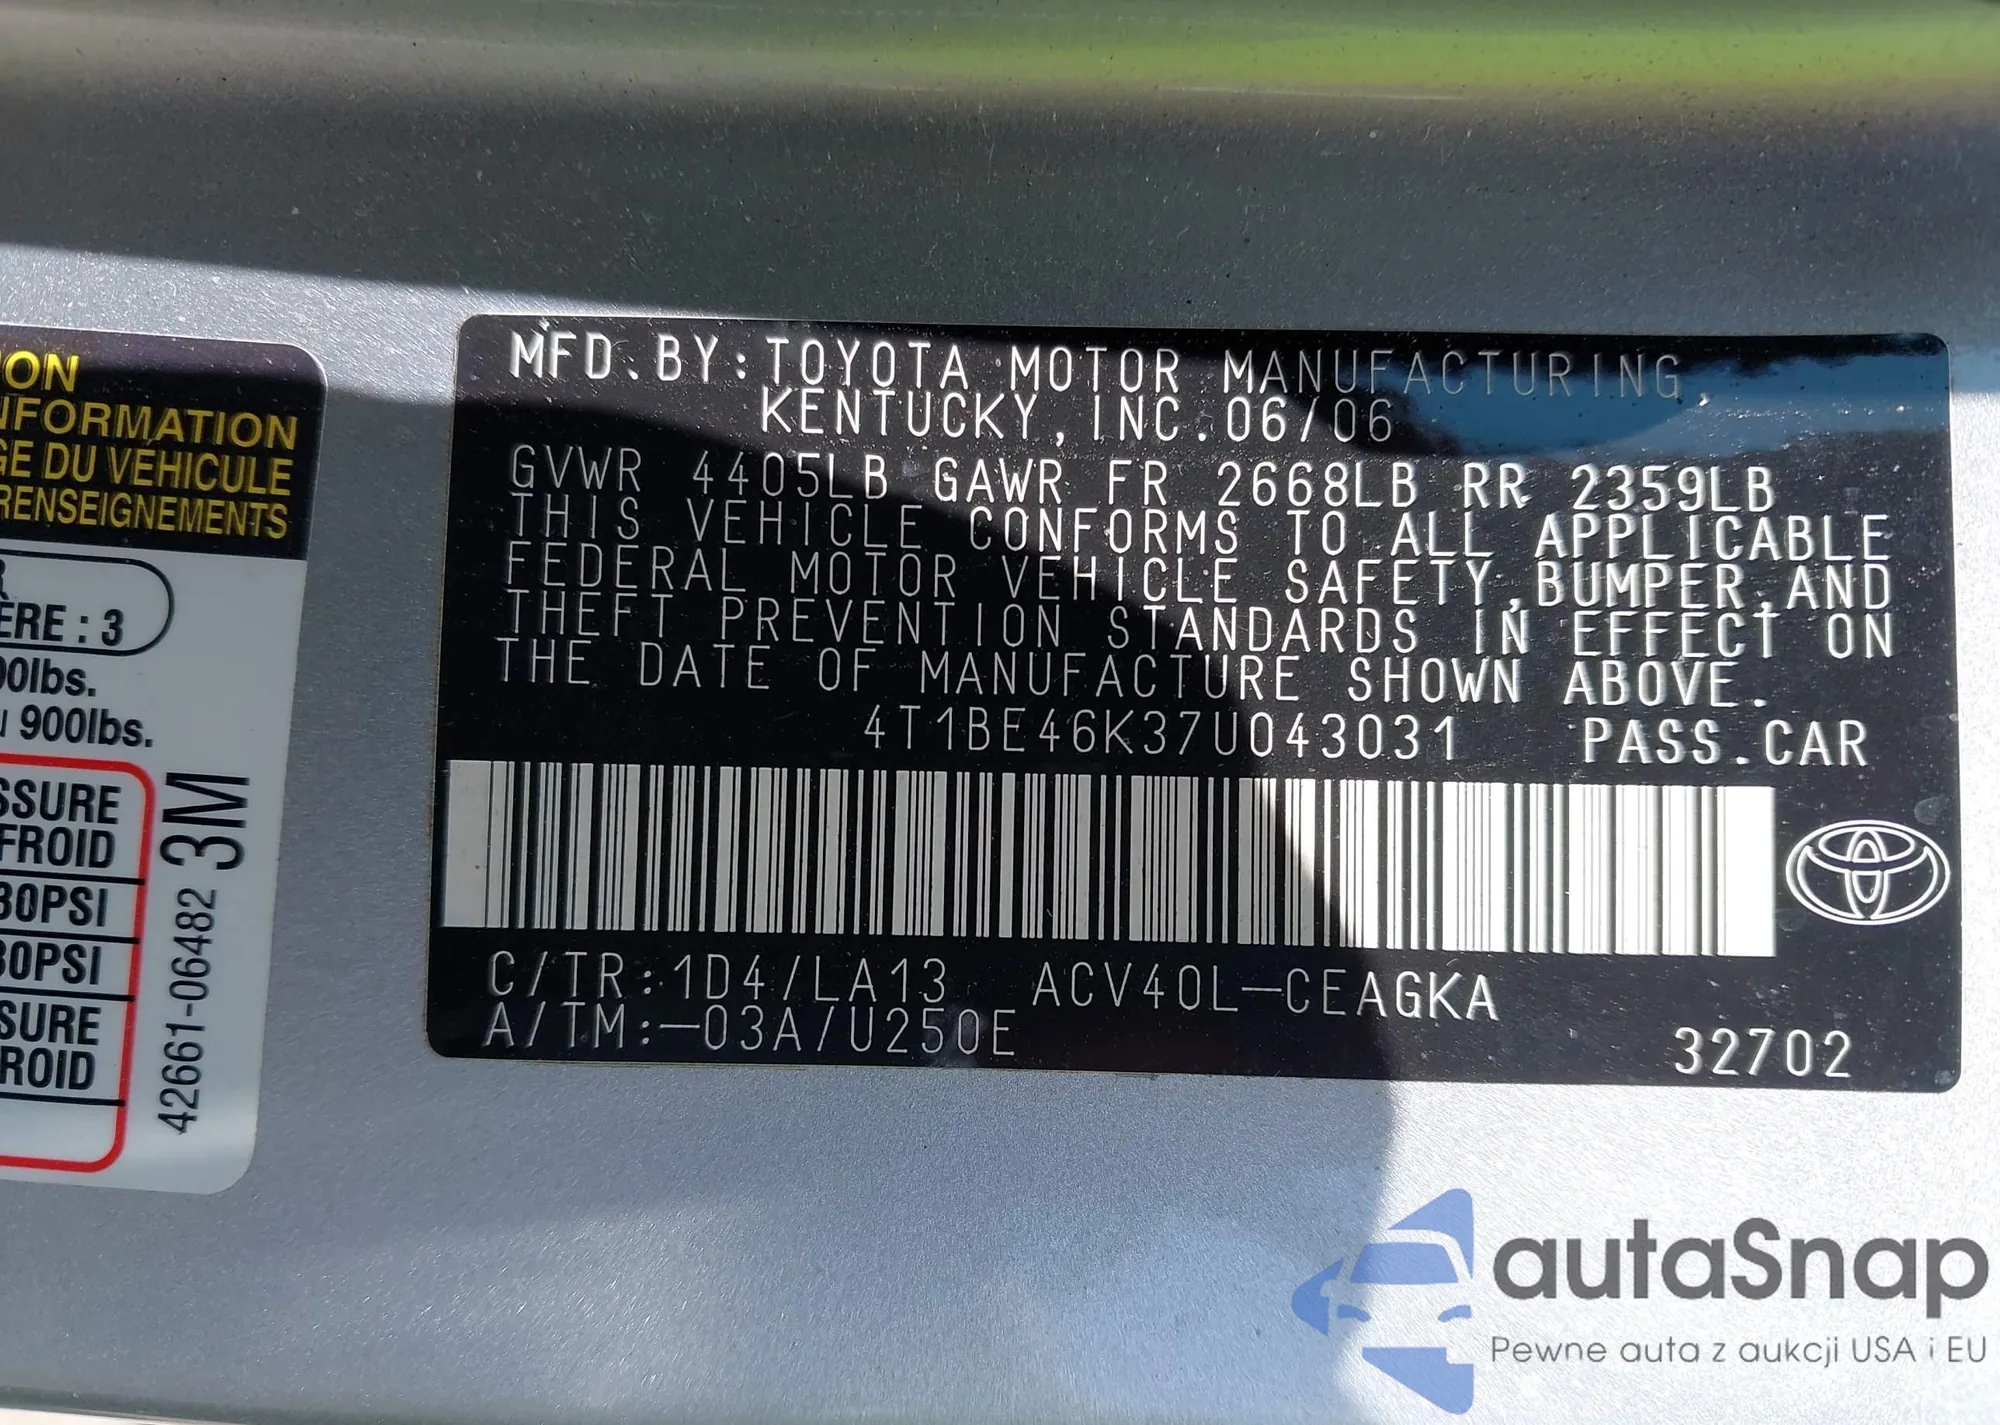 ON
NFORMATION
GE DU VÉHICULE
RENSEIGNEMENTS
R
ÈRE : 3
00lbs.
u 900lbs.
SSURE
FROID
30PSI
30PSI
SURE
ROID
42661-06482 3M
MFD.BY:TOYOTA MOTOR MANUFACTURING,
KENTUCKY,INC.06/06
GVWR 4405LB GAWR FR 2668LB RR 2359LB
THIS VEHICLE CONFORMS TO ALL APPLICABLE
FEDERAL MOTOR VEHICLE SAFETY,BUMPER,AND
THEFT PREVENTION STANDARDS IN EFFECT ON
THE DATE OF MANUFACTURE SHOWN ABOVE.
4T1BE46K37U043031 PASS.CAR
C/TR:1D4/LA13 ACV40L-CEAGKA
A/TM:-03A/U250E
32702
autaSnap
Pewne auta z aukcji USA i EU